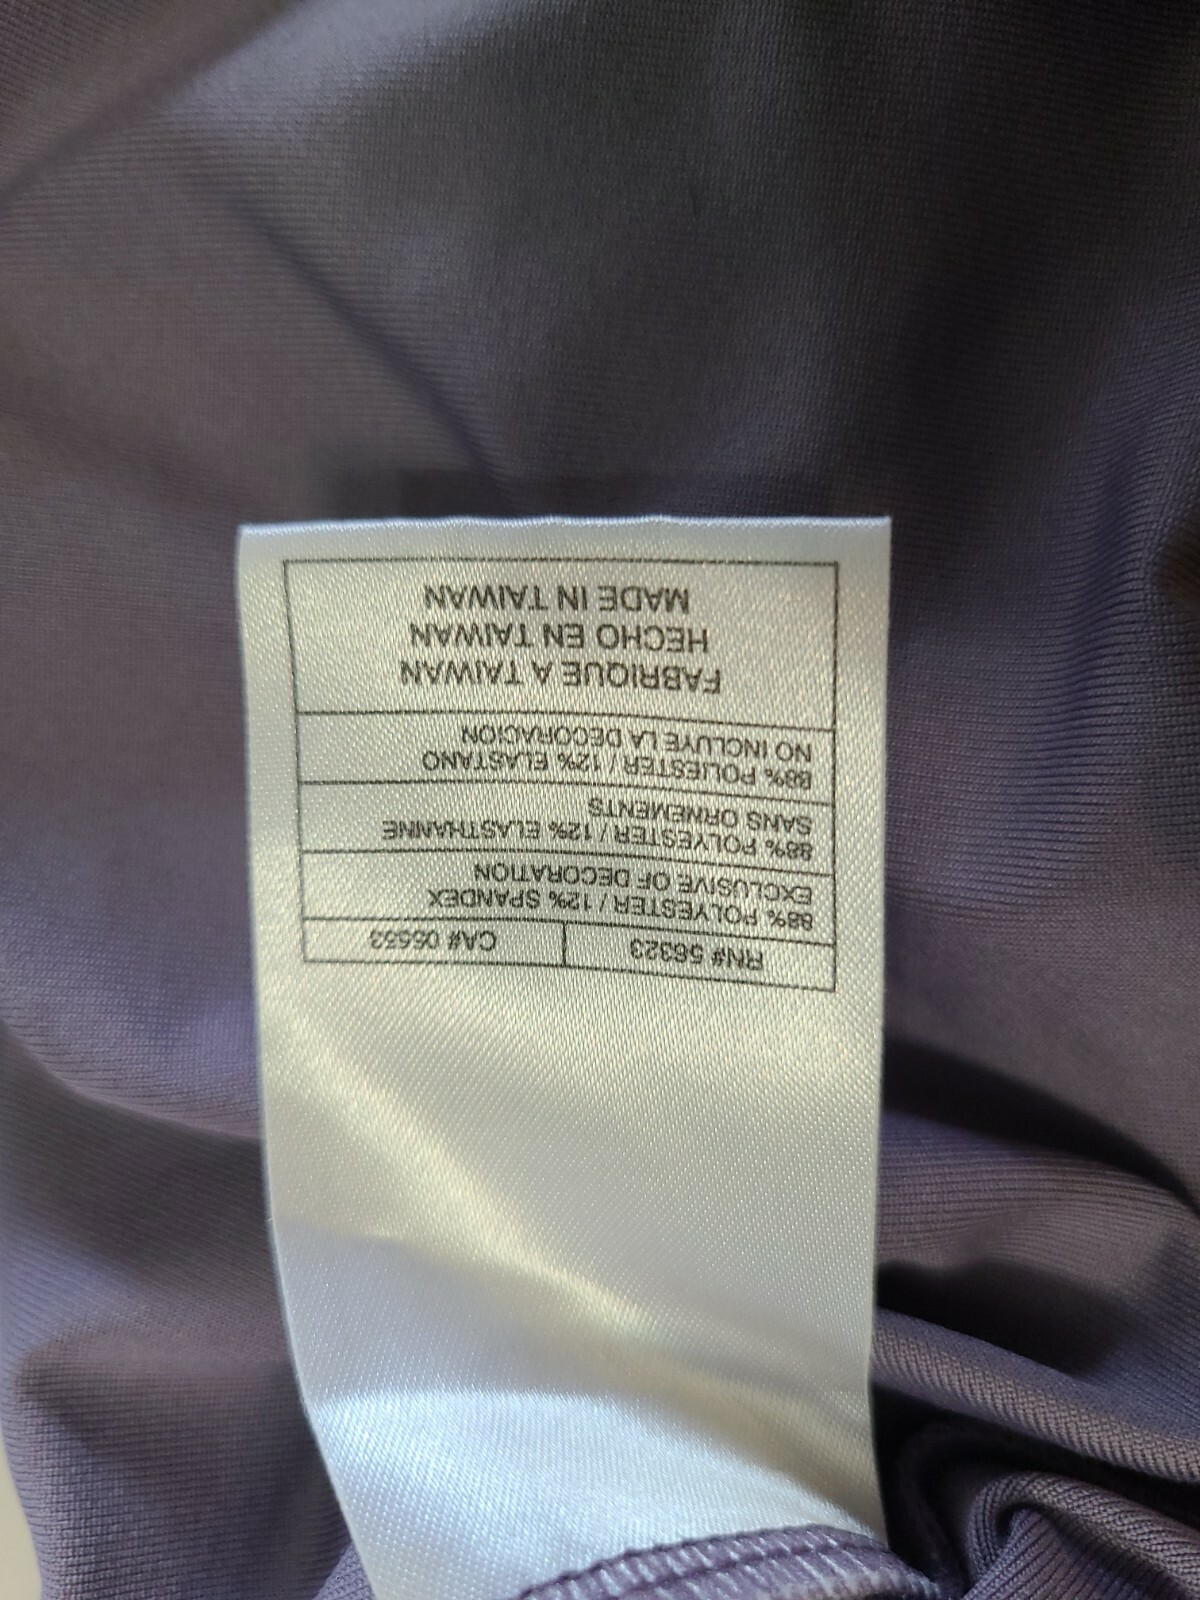 RN# 56323 CA# 05553
88% POLYESTER / 12% SPANDEX
EXCLUSIVE OF DECORATION
88% POLYESTER / 12% ELASTHANNE
SANS ORNEMENTS
88% POLIESTER / 12% ELASTANO
NO INCLUYE LA DECORACION
FABRIQUE A TAIWAN
HECHO EN TAIWAN
MADE IN TAIWAN